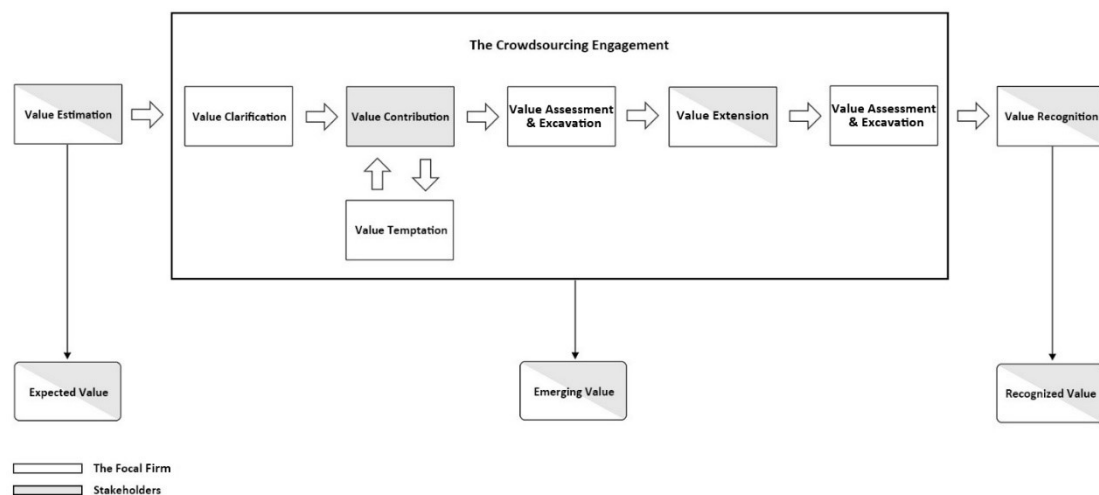 The Crowdsourcing Engagement
Value Estimation
Value Clarification
Value Contribution
Value Assessment
& Excavation
Value Extension
Value Assessment
& Excavation
Value Recognition
Value Temptation
Expected Value
Emerging Value
Recognized Value
The Focal Firm
Stakeholders